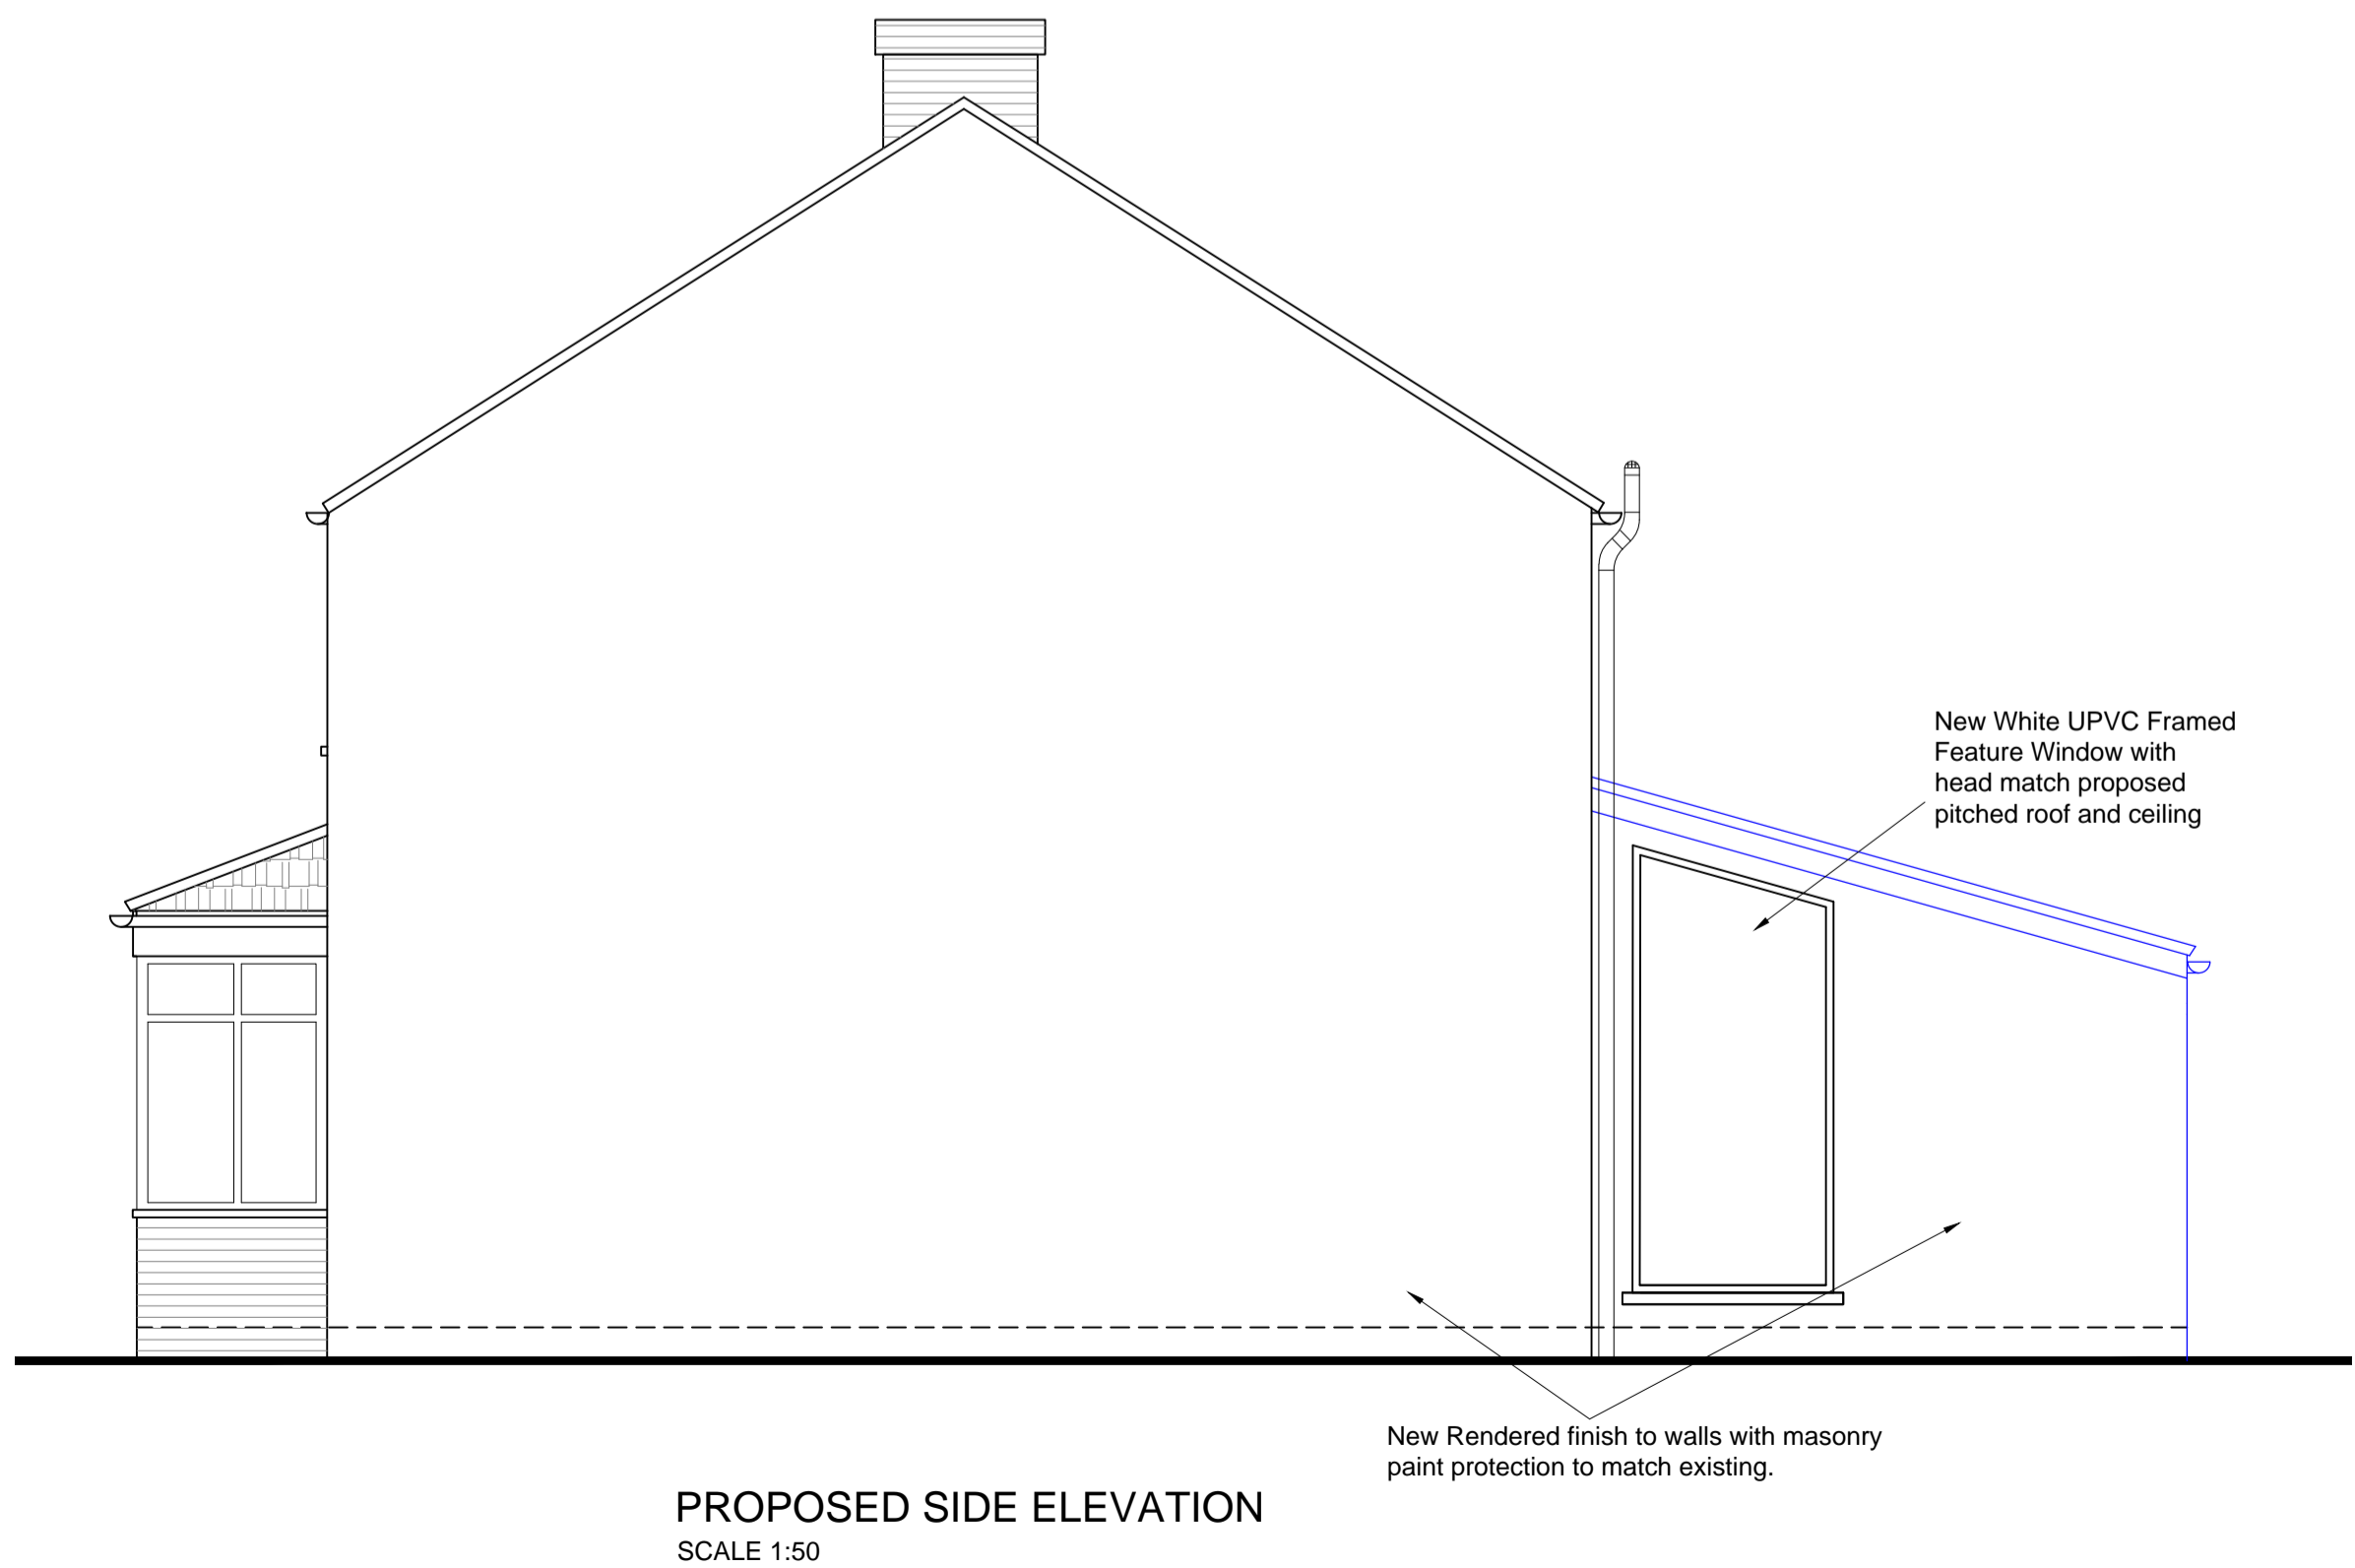 New White UPVC Framed
Feature Window with
head match proposed
pitched roof and ceiling
New Rendered finish to walls with masonry
paint protection to match existing.
PROPOSED SIDE ELEVATION
SCALE 1:50